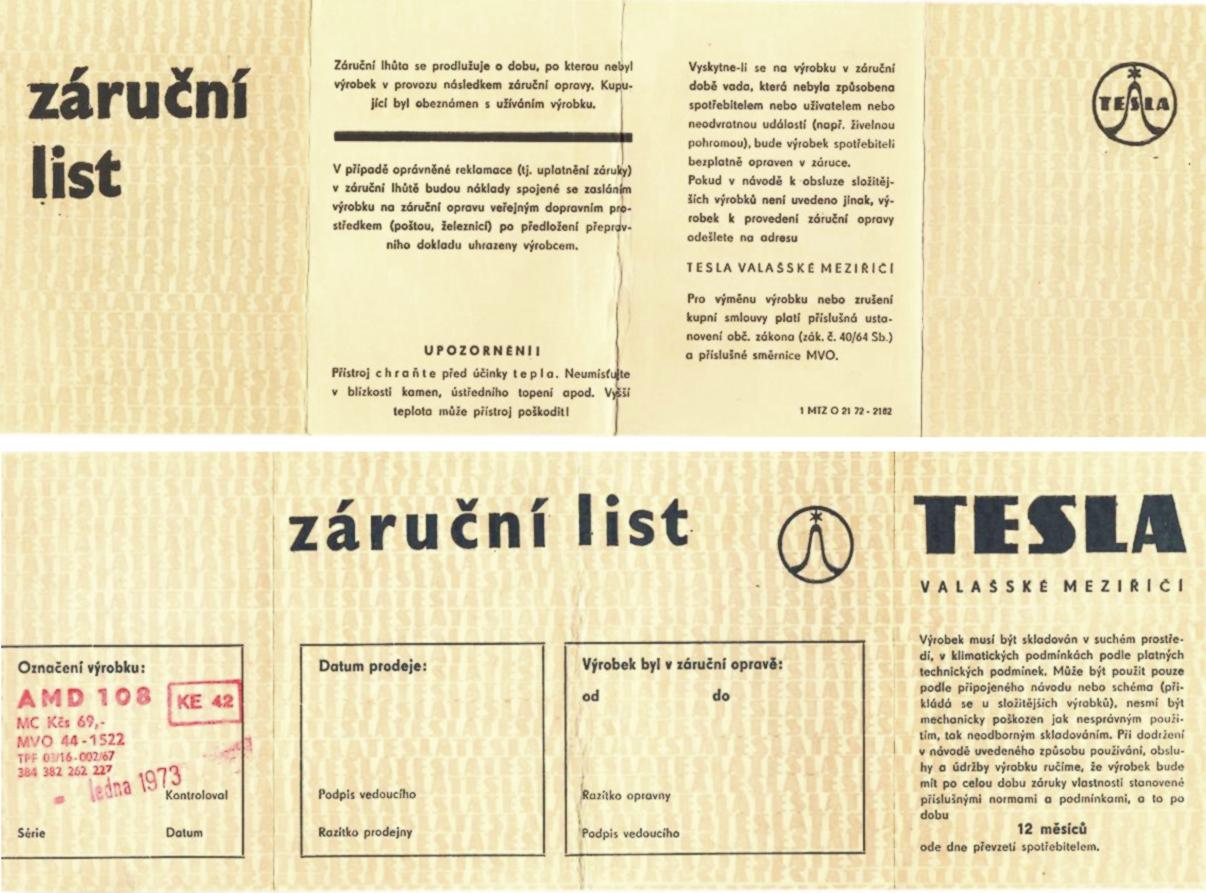 záruční
list
Záruční lhůta se prodlužuje o dobu, po kterou nebyl
výrobek v provozu následkem záruční opravy. Kupu-
jící byl obeznámen s užíváním výrobku.
V případě oprávněné reklamace (tj. uplatnění záruky)
v záruční lhůtě budou náklady spojené se zasláním
výrobku na záruční opravu veřejným dopravním pro-
středkem (poštou, železnicí) po předložení přeprav-
ního dokladu uhrazeny výrobcem.
UPOZORNĚNÍ!
Přístroj chraňte před účinky tepla. Neumisťujte
v blízkosti kamen, ústředního topení apod. Vyšší
teplota může přístroj poškodit!
Vyskytne-li se na výrobku v záruční
době vada, která nebyla způsobena
spotřebitelem nebo uživatelem nebo
neodvratnou událostí (např. živelnou
pohromou), bude výrobek spotřebiteli
bezplatně opraven v záruce.
Pokud v návodě k obsluze složitěj-
ších výrobků není uvedeno jinak, vý-
robek k provedení záruční opravy
odešlete na adresu
TESLA VALAŠSKÉ MEZIŘÍČÍ
Pro výměnu výrobku nebo zrušení
kupní smlouvy platí příslušná usta-
novení obč. zákona (zák. č. 40/64 Sb.)
a příslušné směrnice MVO.
1 MTZ O 21 72 - 2182
TESLA
záruční list
TESLA
VALAŠSKÉ MEZIŘÍČÍ
Označení výrobku:
AMD 108
KE 42
MC Kčs 69,-
MVO 44-1522
TPF 03/16-002/67
384 382 262 227
ledna 1973
Kontroloval
Série
Datum
Datum prodeje:
Podpis vedoucího
Razítko prodejny
Výrobek byl v záruční opravě:
od do
Razítko opravny
Podpis vedoucího
Výrobek musí být skladován v suchém prostře-
dí, v klimatických podmínkách podle platných
technických podmínek. Může být použit pouze
podle připojeného návodu nebo schéma (při-
kládá se u složitějších výrobků), nesmí být
mechanicky poškozen jak nesprávným použi-
tím, tak neodborným skladováním. Při dodržení
v návodě uvedeného způsobu používání, obslu-
hy a údržby výrobku ručíme, že výrobek bude
mít po celou dobu záruky vlastnosti stanovené
příslušnými normami a podmínkami, a to po
dobu
12 měsíců
ode dne převzetí spotřebitelem.